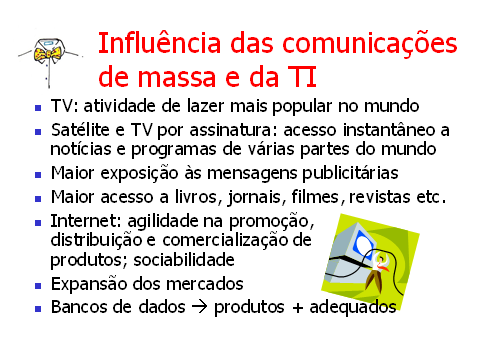 Influência das comunicações
de massa e da TI
TV: atividade de lazer mais popular no mundo
Satélite e TV por assinatura: acesso instantâneo a
notícias e programas de várias partes do mundo
Maior exposição às mensagens publicitárias
Maior acesso a livros, jornais, filmes, revistas etc.
Internet: agilidade na promoção,
distribuição e comercialização de
produtos; sociabilidade
Expansão dos mercados
Bancos de dados → produtos + adequados